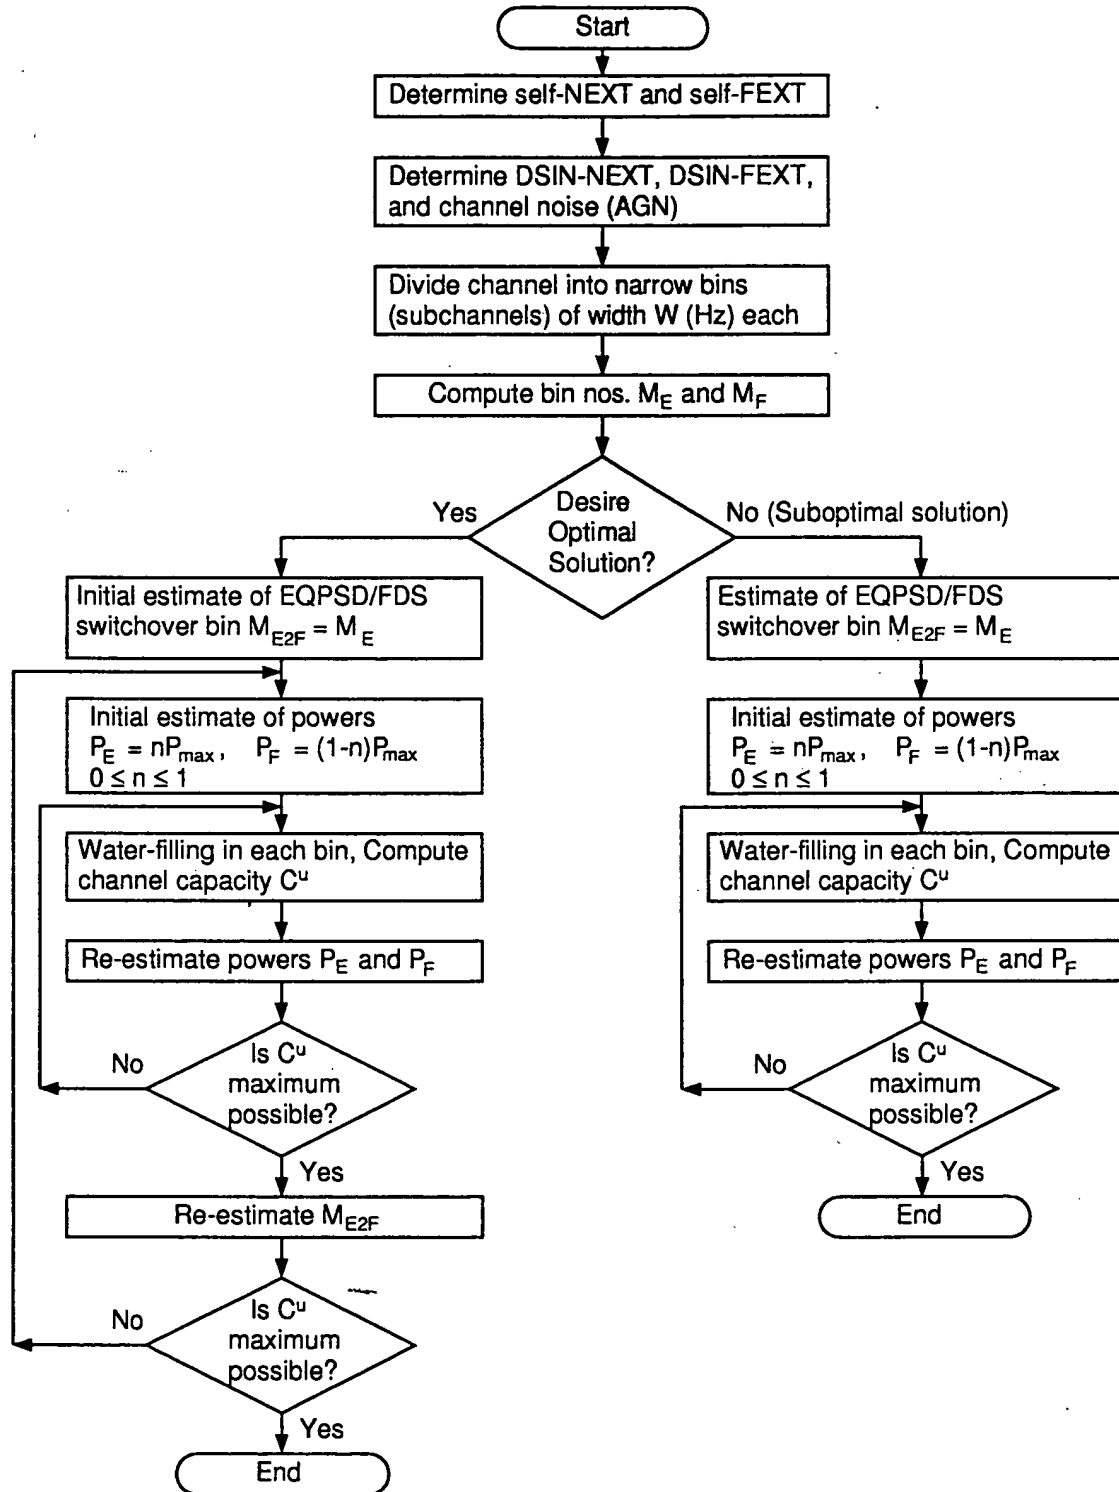 Start
Determine self-NEXT and self-FEXT
Determine DSIN-NEXT, DSIN-FEXT,
and channel noise (AGN)
Divide channel into narrow bins
(subchannels) of width W (Hz) each
Compute bin nos. M_E and M_F
Desire
Optimal
Solution?
Yes
No (Suboptimal solution)
Initial estimate of EQPSD/FDS
switchover bin M_E2F = M_E
Initial estimate of powers
P_E = nP_max, P_F = (1-n)P_max
0 ≤ n ≤ 1
Water-filling in each bin, Compute
channel capacity C^u
Re-estimate powers P_E and P_F
Is C^u
maximum
possible?
No
Yes
Re-estimate M_E2F
Is C^u
maximum
possible?
No
Yes
End
Estimate of EQPSD/FDS
switchover bin M_E2F = M_E
Initial estimate of powers
P_E = nP_max, P_F = (1-n)P_max
0 ≤ n ≤ 1
Water-filling in each bin, Compute
channel capacity C^u
Re-estimate powers P_E and P_F
Is C^u
maximum
possible?
No
Yes
End